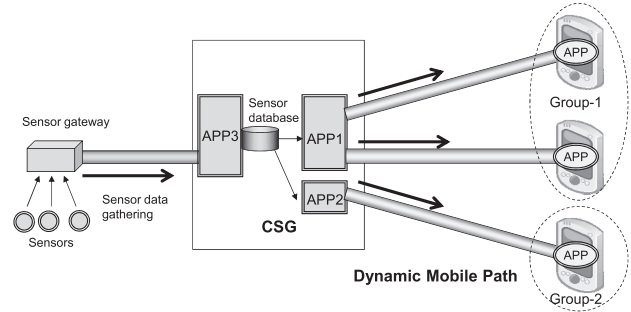 APP
Group-1
Sensor
database
Sensor gateway
APP3
APP1
APP
Sensor data
gathering
APP2
Sensors
CSG
APP
Dynamic Mobile Path
Group-2